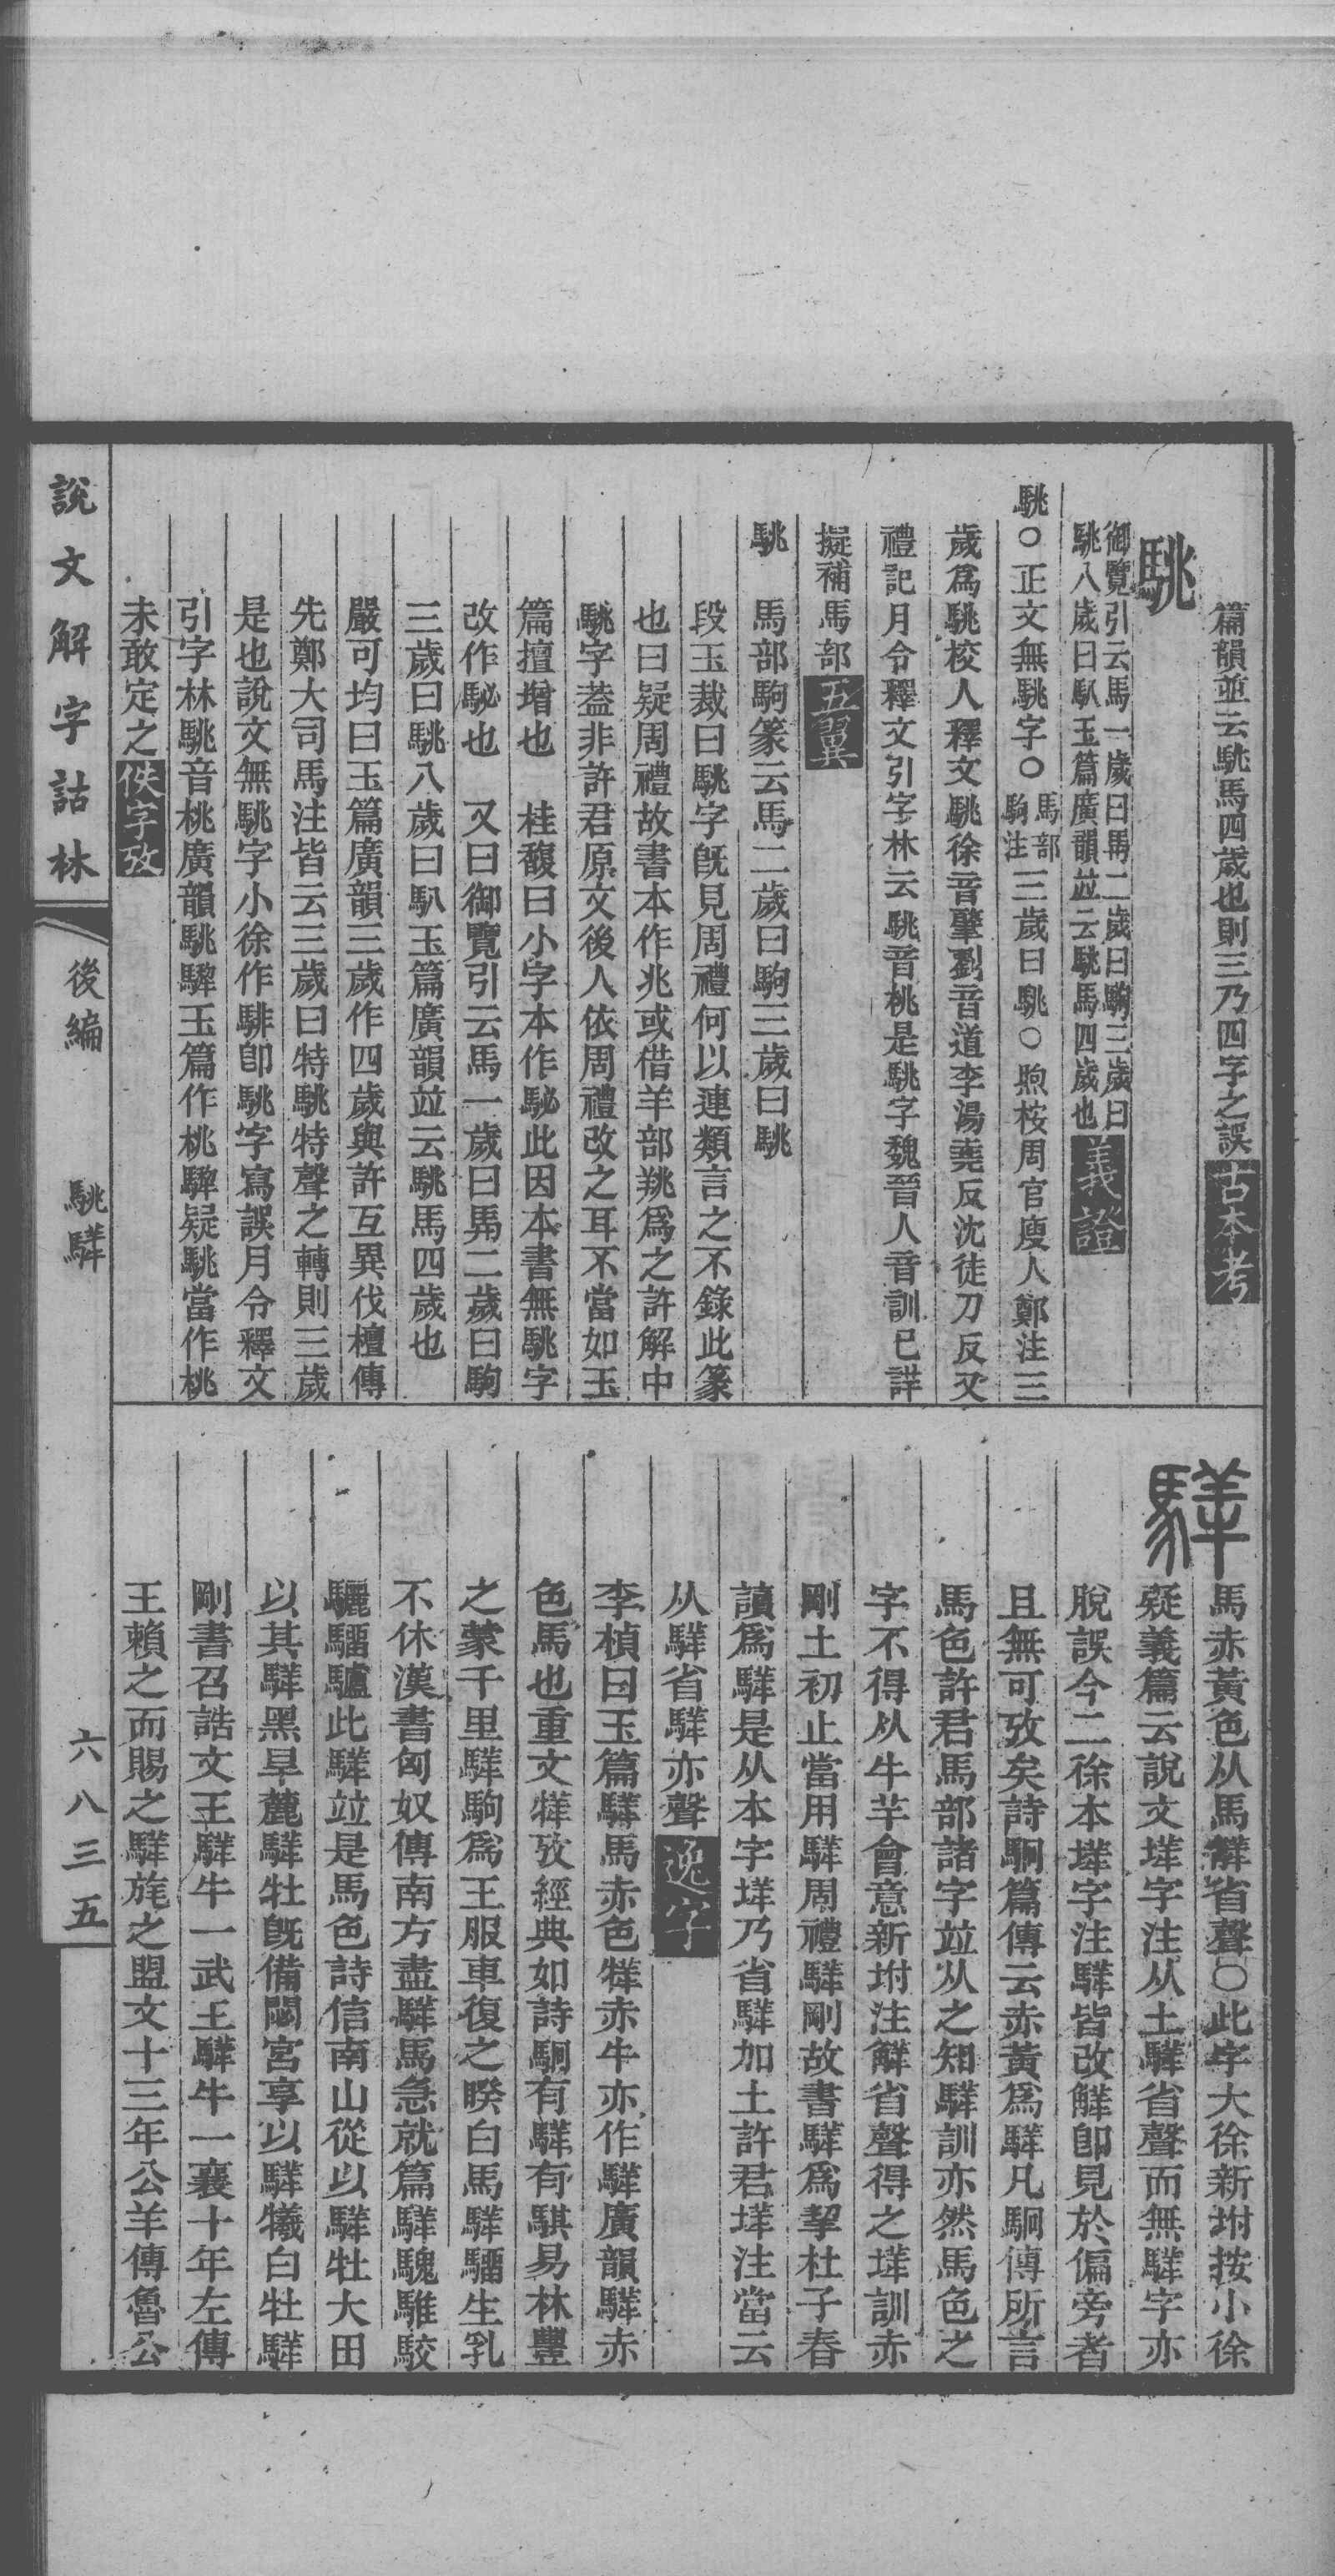 篇韻並云駣馬四歲也則三乃四字之誤古本考
駣
御覽引云馬一歲曰馬二歲曰駒三歲曰
駣八歲曰馴玉篇廣韻並云駣馬四歲也義證
駣○正文無駣字○馬部駒注三歲曰駣○煦桉周官廋人鄭注三
歲爲駣校人釋文駣徐音肇劉音道李湯堯反沈徒刀反又
禮記月令釋文引字林云駣音桃是駣字魏晉人音訓已詳
擬補馬部五翼
駣 馬部駒篆云馬二歲曰駒三歲曰駣
段玉裁曰駣字旣見周禮何以連類言之不錄此篆
也曰疑周禮故書本作兆或借羊部羜爲之許解中
駣字葢非許君原文後人依周禮改之耳不當如玉
篇擅增也 桂馥曰小字本作駜此因本書無駣字
改作駜也 又曰御覽引云馬一歲曰馬二歲曰駒
三歲曰駣八歲曰馴玉篇廣韻竝云駣馬四歲也
嚴可均曰玉篇廣韻三歲作四歲與許互異伐檀傳
先鄭大司馬注皆云三歲曰特駣特聲之轉則三歲
是也說文無駣字小徐作騑卽駣字寫誤月令釋文
引字林駣音桃廣韻駣騨玉篇作桃騨疑駣當作桃
未敢定之佚字攷
騂
馬赤黃色从馬觲省聲○此字大徐新坿按小徐
疑義篇云說文垟字注从土騂省聲而無騂字亦
脫誤今二徐本垟字注騂皆改觲卽見於偏旁者
且無可攷矣詩駉篇傳云赤黃爲騂凡駉傳所言
馬色許君馬部諸字竝从之知騂訓亦然馬色之
字不得从牛羊會意新坿注觲省聲得之垟訓赤
剛土初止當用騂周禮騂剛故書騂爲挈杜子春
讀爲騂是从本字垟乃省騂加土許君垟注當云
从騂省騂亦聲逸字
李楨曰玉篇騂馬赤色牸赤牛亦作騂廣韻騂赤
色馬也重文牸攷經典如詩駉有騂有騏易林豐
之蒙千里騂駒爲王服車復之暌白馬騂騮生乳
不休漢書匈奴傳南方盡騂馬急就篇騂騩騅駮
驪騮驢此騂竝是馬色詩信南山從以騂牡大田
以其騂黑旱麓騂牡旣備閟宮享以騂犧白牡騂
剛書召誥文王騂牛一武王騂牛一襄十年左傳
王賴之而賜之騂旄之盟文十三年公羊傳魯公
說文解字詁林
後編
駣騂
六八三五